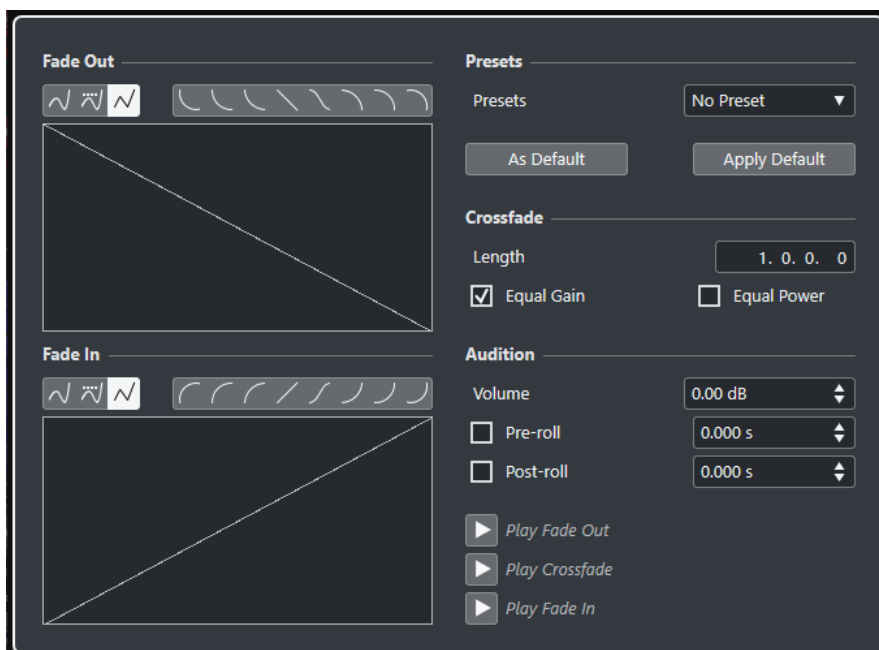 Fade Out
Presets
Presets
No Preset
As Default
Apply Default
Crossfade
Length
1. 0. 0. 0
Equal Gain
Equal Power
Fade In
Audition
Volume
0.00 dB
Pre-roll
0.000 s
Post-roll
0.000 s
Play Fade Out
Play Crossfade
Play Fade In